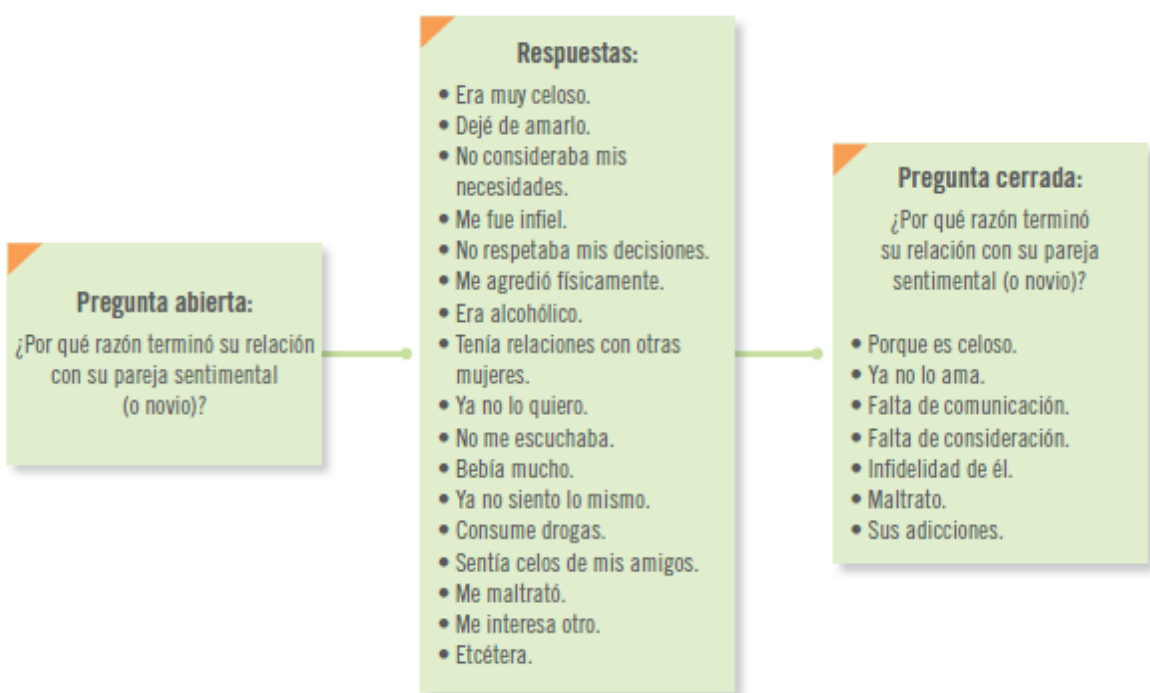 Pregunta abierta:
¿Por qué razón terminó su relación
con su pareja sentimental
(o novio)?
Respuestas:
• Era muy celoso.
• Dejé de amarlo.
• No consideraba mis
necesidades.
• Me fue infiel.
• No respetaba mis decisiones.
• Me agredió físicamente.
• Era alcohólico.
• Tenía relaciones con otras
mujeres.
• Ya no lo quiero.
• No me escuchaba.
• Bebía mucho.
• Ya no siento lo mismo.
• Consume drogas.
• Sentía celos de mis amigos.
• Me maltrató.
• Me interesa otro.
• Etcétera.
Pregunta cerrada:
¿Por qué razón terminó
su relación con su pareja
sentimental (o novio)?
• Porque es celoso.
• Ya no lo ama.
• Falta de comunicación.
• Falta de consideración.
• Infidelidad de él.
• Maltrato.
• Sus adicciones.